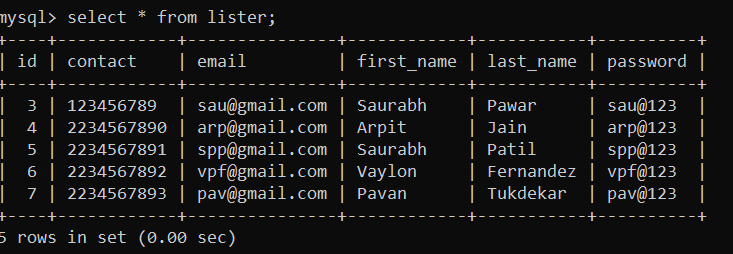 mysql> select * from lister;
+----+------------+---------------+------------+-----------+----------+
| id | contact    | email         | first_name | last_name | password |
+----+------------+---------------+------------+-----------+----------+
|  3 | 123456789  | sau@gmail.com | Saurabh    | Pawar     | sau@123  |
|  4 | 2234567890 | arp@gmail.com | Arpit      | Jain      | arp@123  |
|  5 | 2234567891 | spp@gmail.com | Saurabh    | Patil     | spp@123  |
|  6 | 2234567892 | vpf@gmail.com | Vaylon     | Fernandez | vpf@123  |
|  7 | 2234567893 | pav@gmail.com | Pavan      | Tukdekar  | pav@123  |
+----+------------+---------------+------------+-----------+----------+
5 rows in set (0.00 sec)